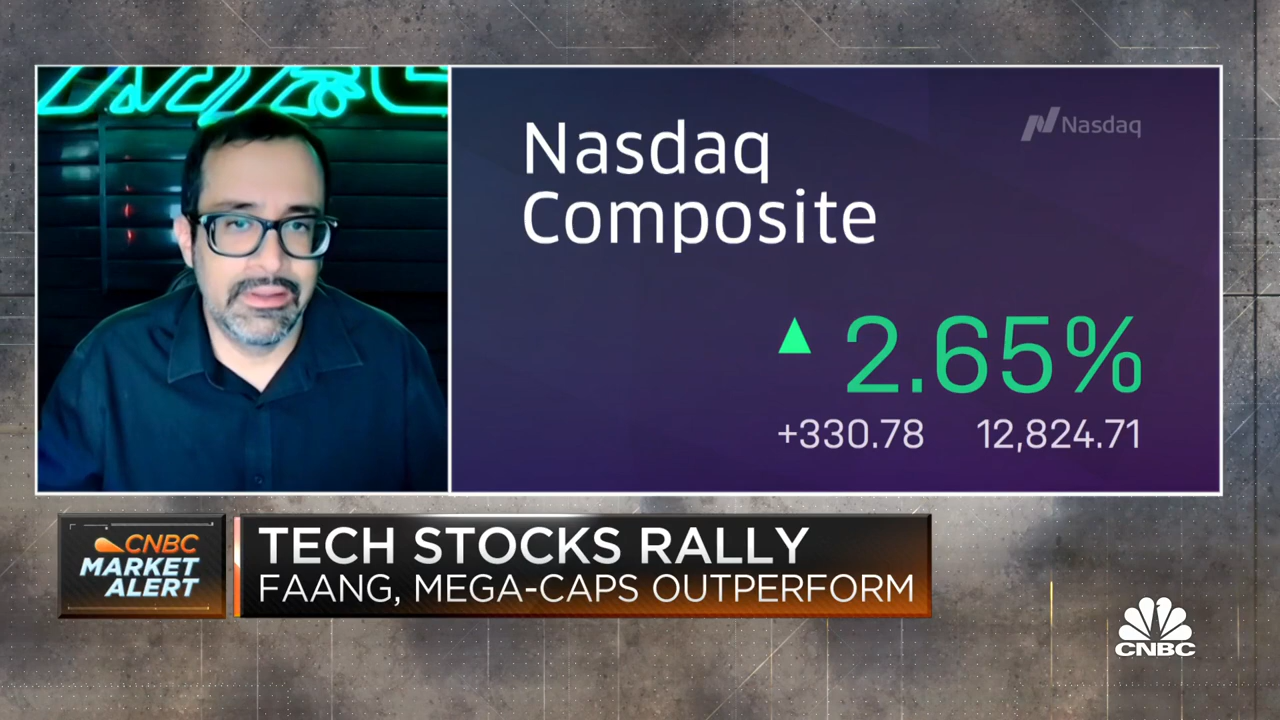 Nasdaq
Nasdaq
Composite
▲ 2.65%
+330.78 12,824.71
CNBC
MARKET
ALERT
TECH STOCKS RALLY
FAANG, MEGA-CAPS OUTPERFORM
CNBC